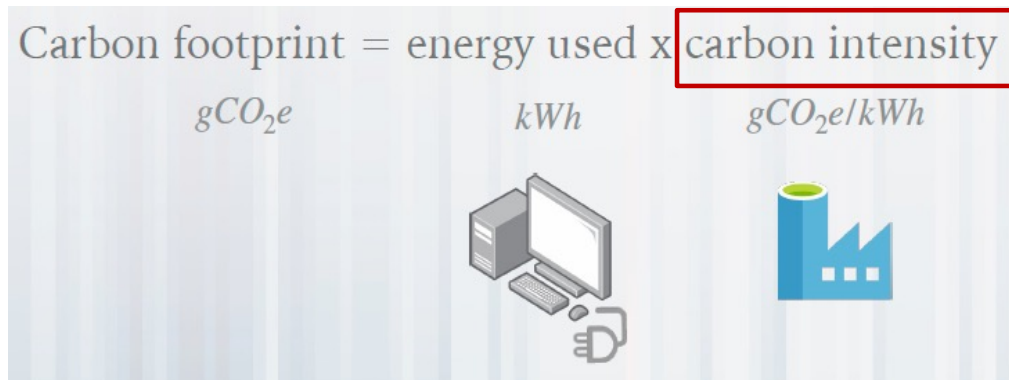 Carbon footprint = energy used x carbon intensity
gCO₂e kWh gCO₂e/kWh